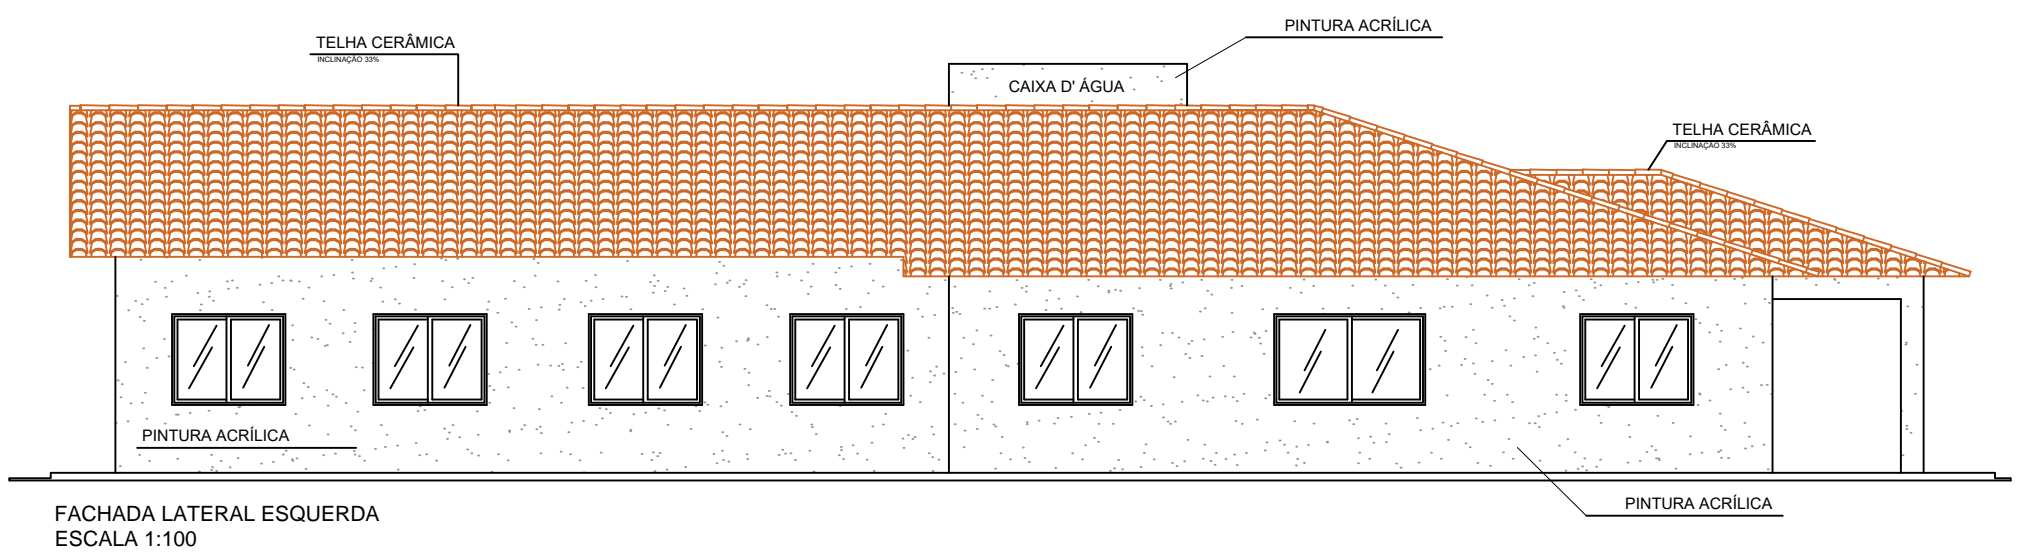 PINTURA ACRÍLICA
TELHA CERÂMICA
INCLINAÇÃO 33%
CAIXA D' ÁGUA
TELHA CERÂMICA
INCLINAÇÃO 33%
PINTURA ACRÍLICA
PINTURA ACRÍLICA
FACHADA LATERAL ESQUERDA
ESCALA 1:100